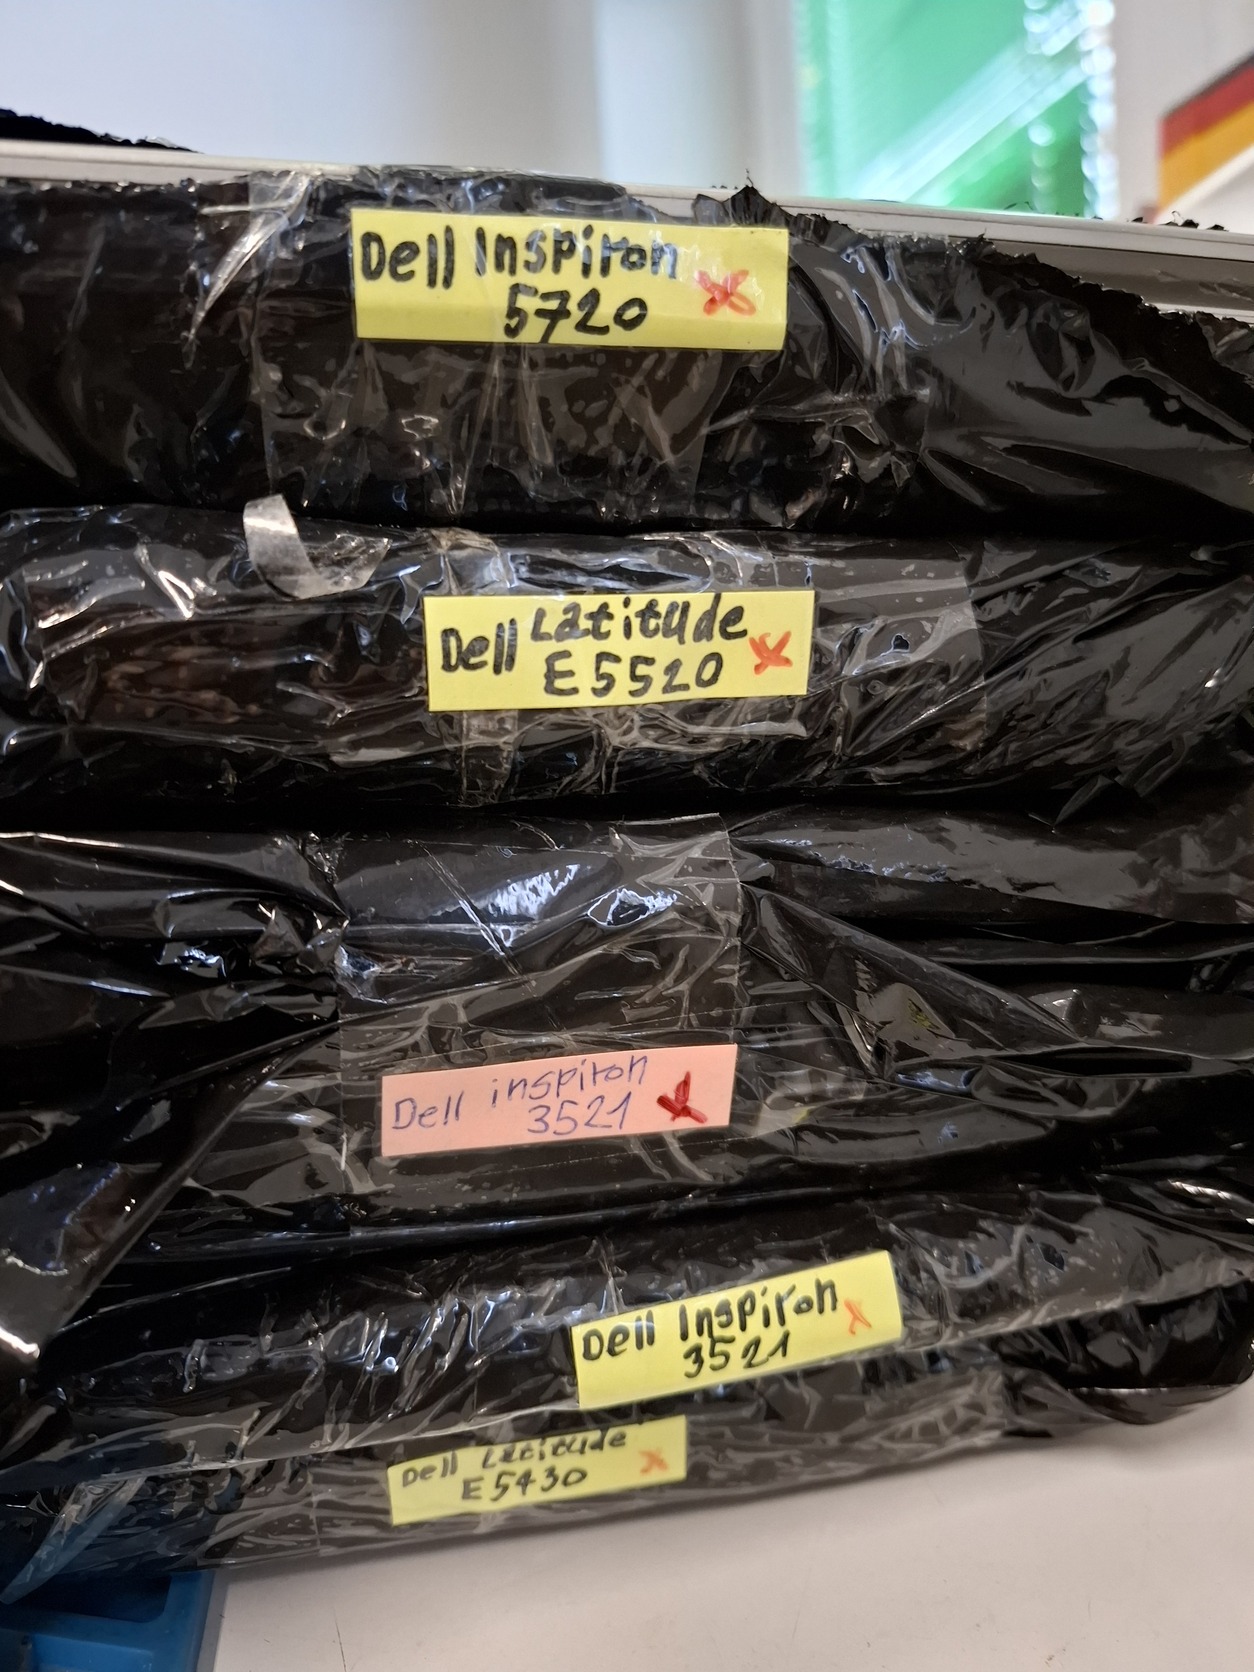 Dell Inspiron
5720
Dell Latitude
E5520
Dell inspiron
3521
Dell Inspiron
3521
Dell Latitude
E5430